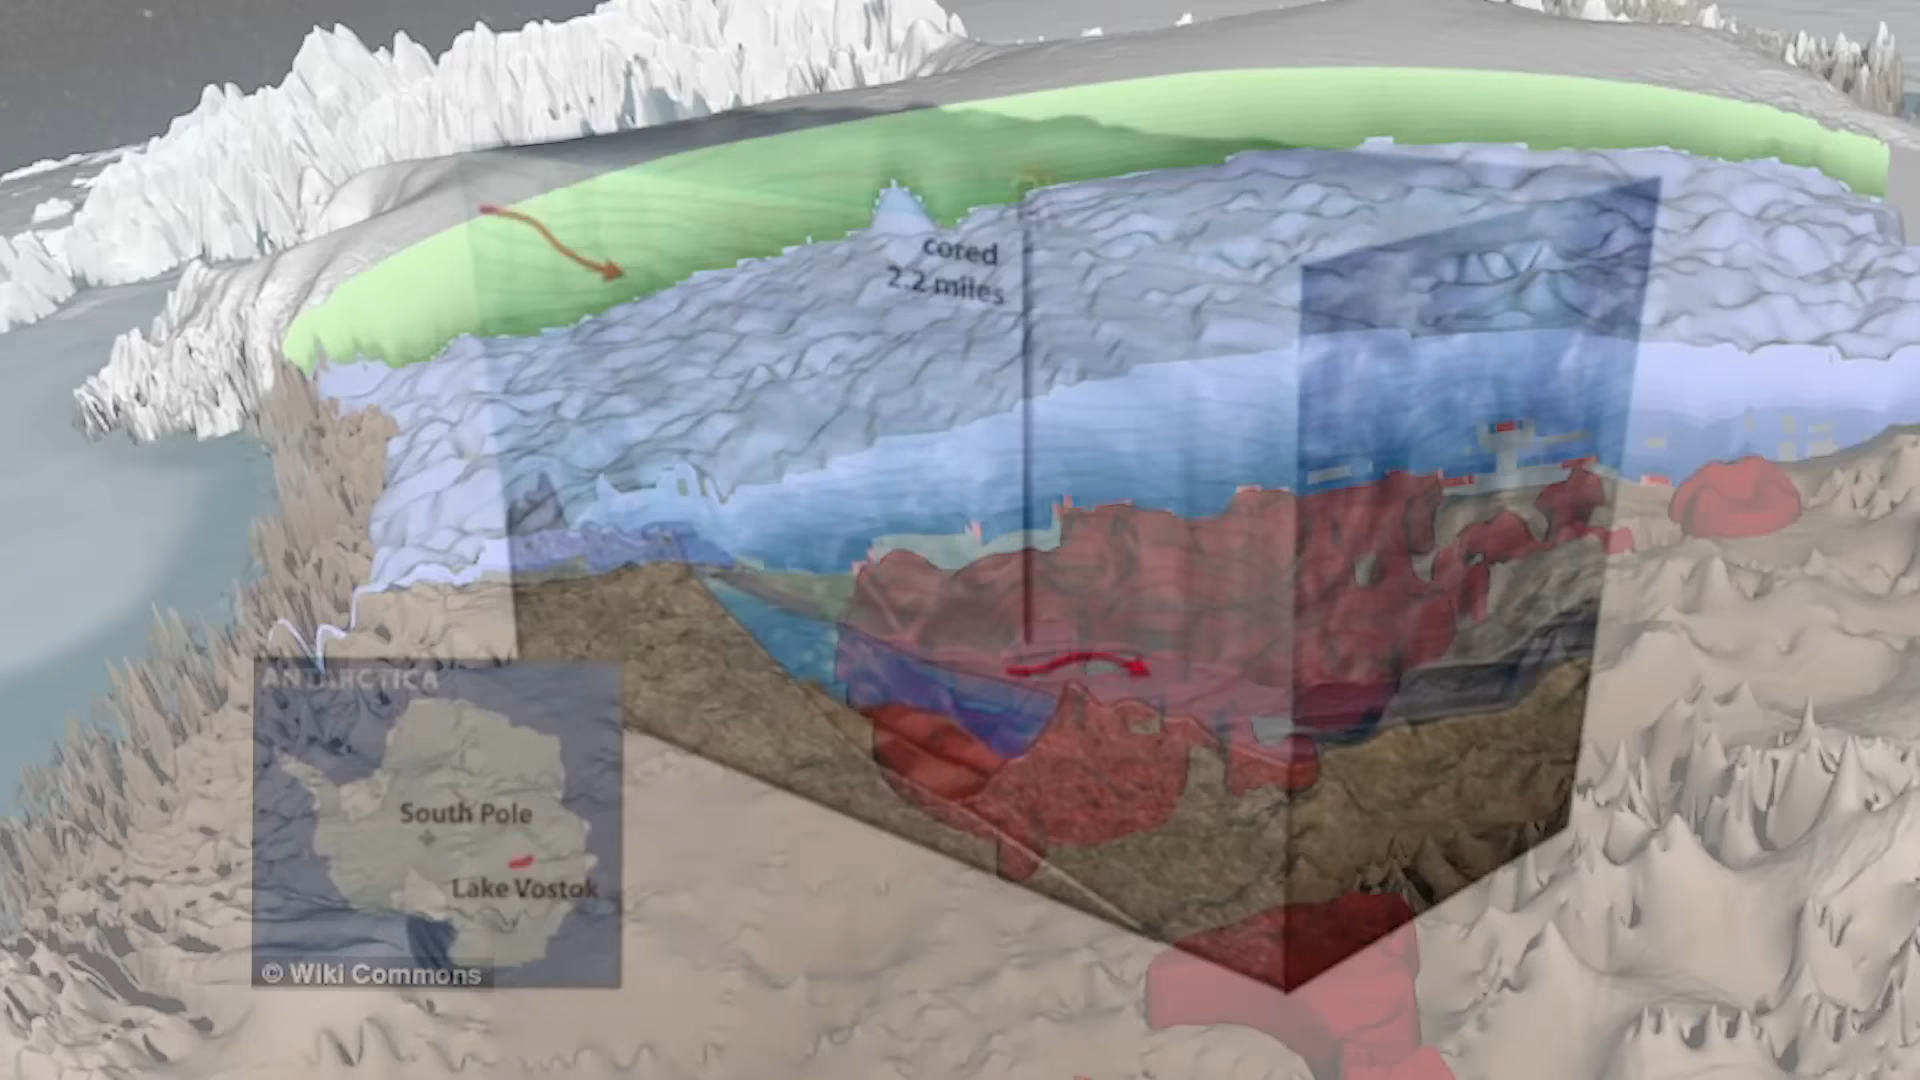 cored
2.2 miles
ANTARCTICA
South Pole
Lake Vostok
© Wiki Commons